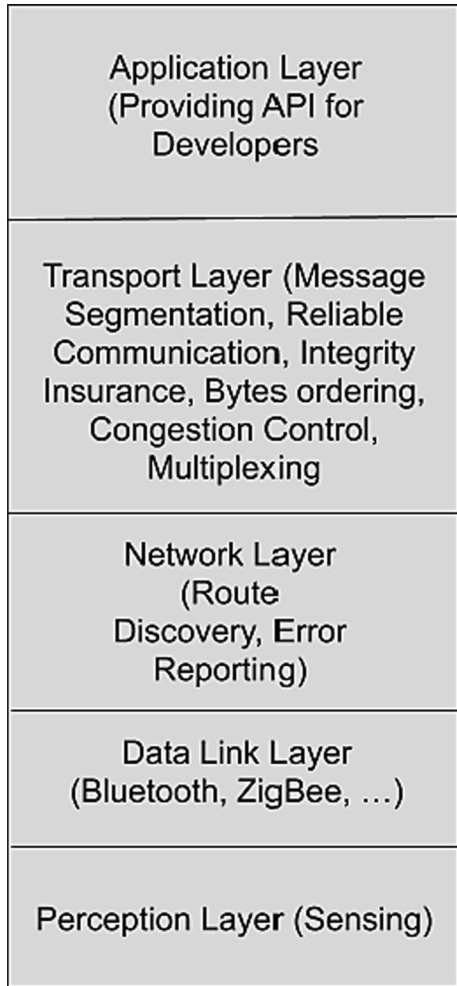 Application Layer
(Providing API for
Developers
Transport Layer (Message
Segmentation, Reliable
Communication, Integrity
Insurance, Bytes ordering,
Congestion Control,
Multiplexing
Network Layer
(Route
Discovery, Error
Reporting)
Data Link Layer
(Bluetooth, ZigBee, …)
Perception Layer (Sensing)